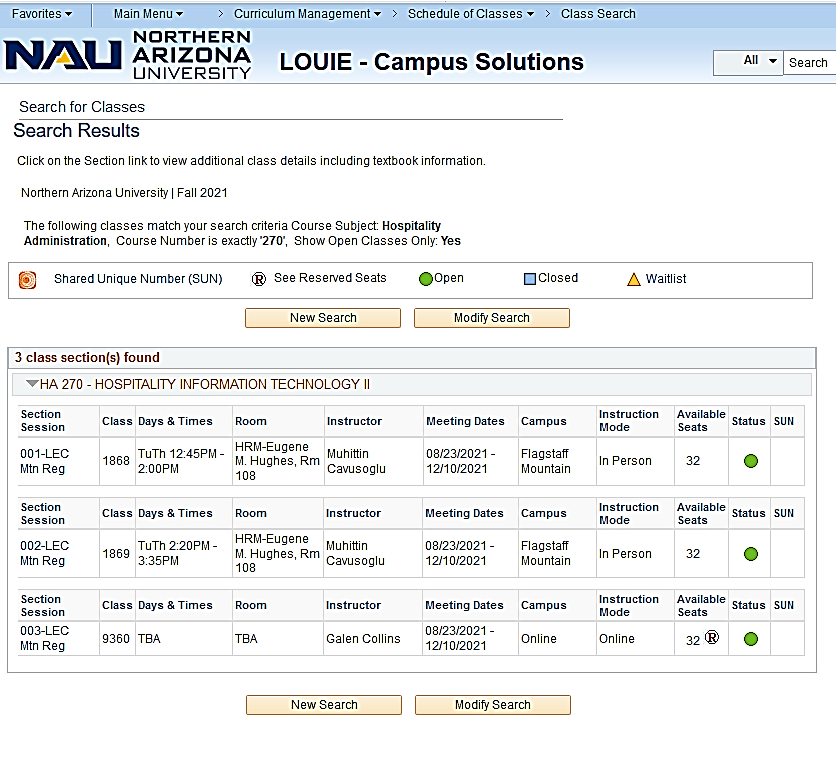 Favorites Main Menu > Curriculum Management > Schedule of Classes > Class Search
NAU NORTHERN ARIZONA UNIVERSITY
LOUIE - Campus Solutions
All Search
Search for Classes
Search Results
Click on the Section link to view additional class details including textbook information.
Northern Arizona University | Fall 2021
The following classes match your search criteria Course Subject: Hospitality
Administration, Course Number is exactly '270', Show Open Classes Only: Yes
Shared Unique Number (SUN) ® See Reserved Seats Open Closed Waitlist
New Search Modify Search
3 class section(s) found
HA 270 - HOSPITALITY INFORMATION TECHNOLOGY II
Section Session Class Days & Times Room Instructor Meeting Dates Campus Instruction Mode Available Seats Status SUN
001-LEC Mtn Reg 1868 TuTh 12:45PM - 2:00PM HRM-Eugene M. Hughes, Rm 108 Muhittin Cavusoglu 08/23/2021 - 12/10/2021 Flagstaff Mountain In Person 32
Section Session Class Days & Times Room Instructor Meeting Dates Campus Instruction Mode Available Seats Status SUN
002-LEC Mtn Reg 1869 TuTh 2:20PM - 3:35PM HRM-Eugene M. Hughes, Rm 108 Muhittin Cavusoglu 08/23/2021 - 12/10/2021 Flagstaff Mountain In Person 32
Section Session Class Days & Times Room Instructor Meeting Dates Campus Instruction Mode Available Seats Status SUN
003-LEC Mtn Reg 9360 TBA TBA Galen Collins 08/23/2021 - 12/10/2021 Online Online 32 ®
New Search Modify Search